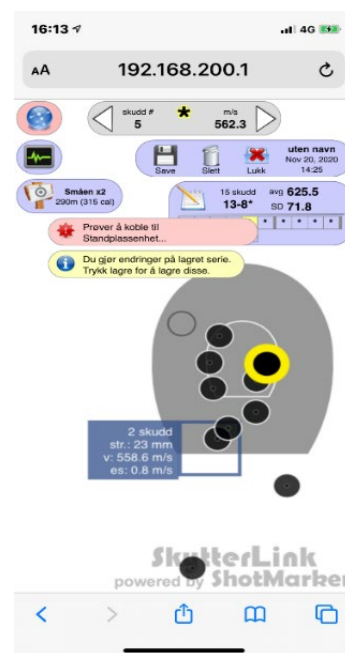 16:13
4G
AA
192.168.200.1
skudd #
5
m/s
562.3
Save
Slett
Lukk
uten navn
Nov 20, 2020
14:25
Småen x2
290m (315 cal)
15 skudd
13-8*
avg 625.5
SD 71.8
Prøver å koble til
Standplassenhet...
Du gjør endringer på lagret serie.
Trykk lagre for å lagre disse.
2 skudd
str.: 23 mm
v: 558.6 m/s
es: 0.8 m/s
SkutterLink
powered by ShotMarker